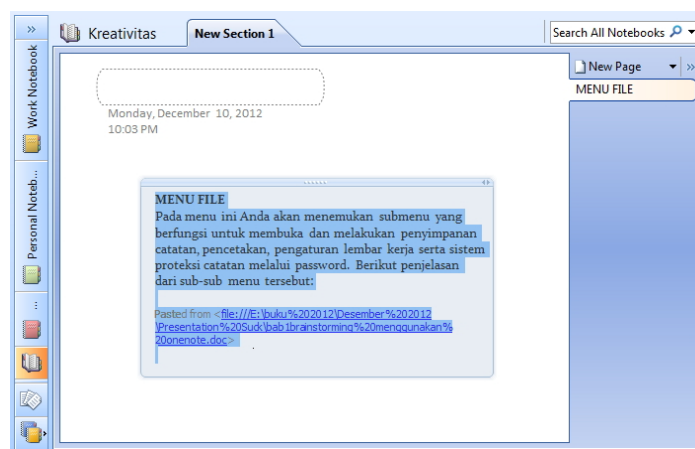 Kreativitas
New Section 1
Search All Notebooks
Work Notebook
Personal Noteb...
New Page
MENU FILE
Monday, December 10, 2012
10:03 PM
MENU FILE
Pada menu ini Anda akan menemukan submenu yang
berfungsi untuk membuka dan melakukan penyimpanan
catatan, pencetakan, pengaturan lembar kerja serta sistem
proteksi catatan melalui password. Berikut penjelasan
dari sub-sub menu tersebut:
Pasted from <file:///E:\buku%202012\Desember%202012
\Presentation%20Suck\bab1brainstorming%20menggunakan%
20onenote.doc>